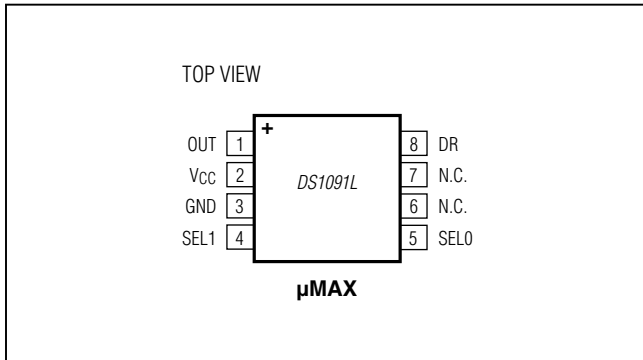 TOP VIEW
+
OUT 1 8 DR
VCC 2 DS1091L 7 N.C.
GND 3 6 N.C.
SEL1 4 5 SEL0
µMAX